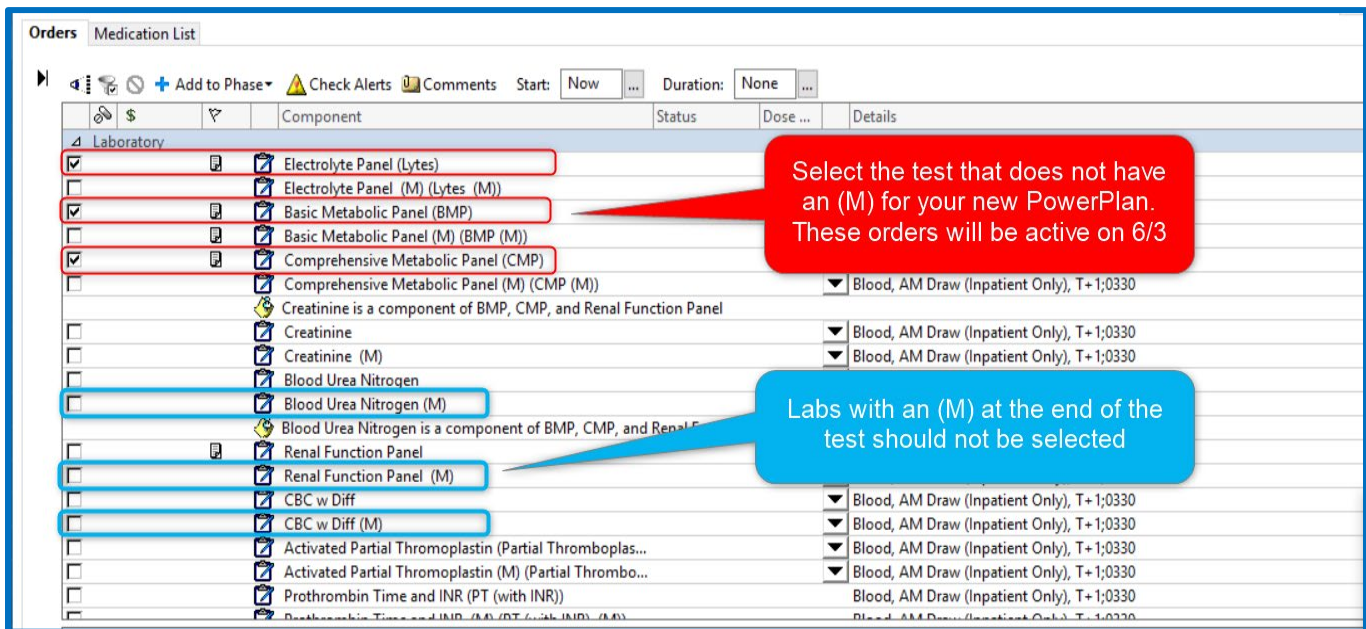 Orders Medication List
Add to Phase Check Alerts Comments Start: Now ... Duration: None ...
$ Component Status Dose ... Details
Laboratory
Electrolyte Panel (Lytes)
Electrolyte Panel (M) (Lytes (M))
Basic Metabolic Panel (BMP)
Basic Metabolic Panel (M) (BMP (M))
Comprehensive Metabolic Panel (CMP)
Select the test that does not have
an (M) for your new PowerPlan.
These orders will be active on 6/3
Comprehensive Metabolic Panel (M) (CMP (M)) Blood, AM Draw (Inpatient Only), T+1;0330
Creatinine is a component of BMP, CMP, and Renal Function Panel
Creatinine Blood, AM Draw (Inpatient Only), T+1;0330
Creatinine (M) Blood, AM Draw (Inpatient Only), T+1;0330
Blood Urea Nitrogen
Blood Urea Nitrogen (M)
Blood Urea Nitrogen is a component of BMP, CMP, and
Renal Function Panel
Renal Function Panel (M)
Labs with an (M) at the end of the
test should not be selected
CBC w Diff Blood, AM Draw (Inpatient Only), T+1;0330
CBC w Diff (M) Blood, AM Draw (Inpatient Only), T+1;0330
Activated Partial Thromoplastin (Partial Thromboplas... Blood, AM Draw (Inpatient Only), T+1;0330
Activated Partial Thromoplastin (M) (Partial Thrombo... Blood, AM Draw (Inpatient Only), T+1;0330
Prothrombin Time and INR (PT (with INR)) Blood, AM Draw (Inpatient Only), T+1;0330